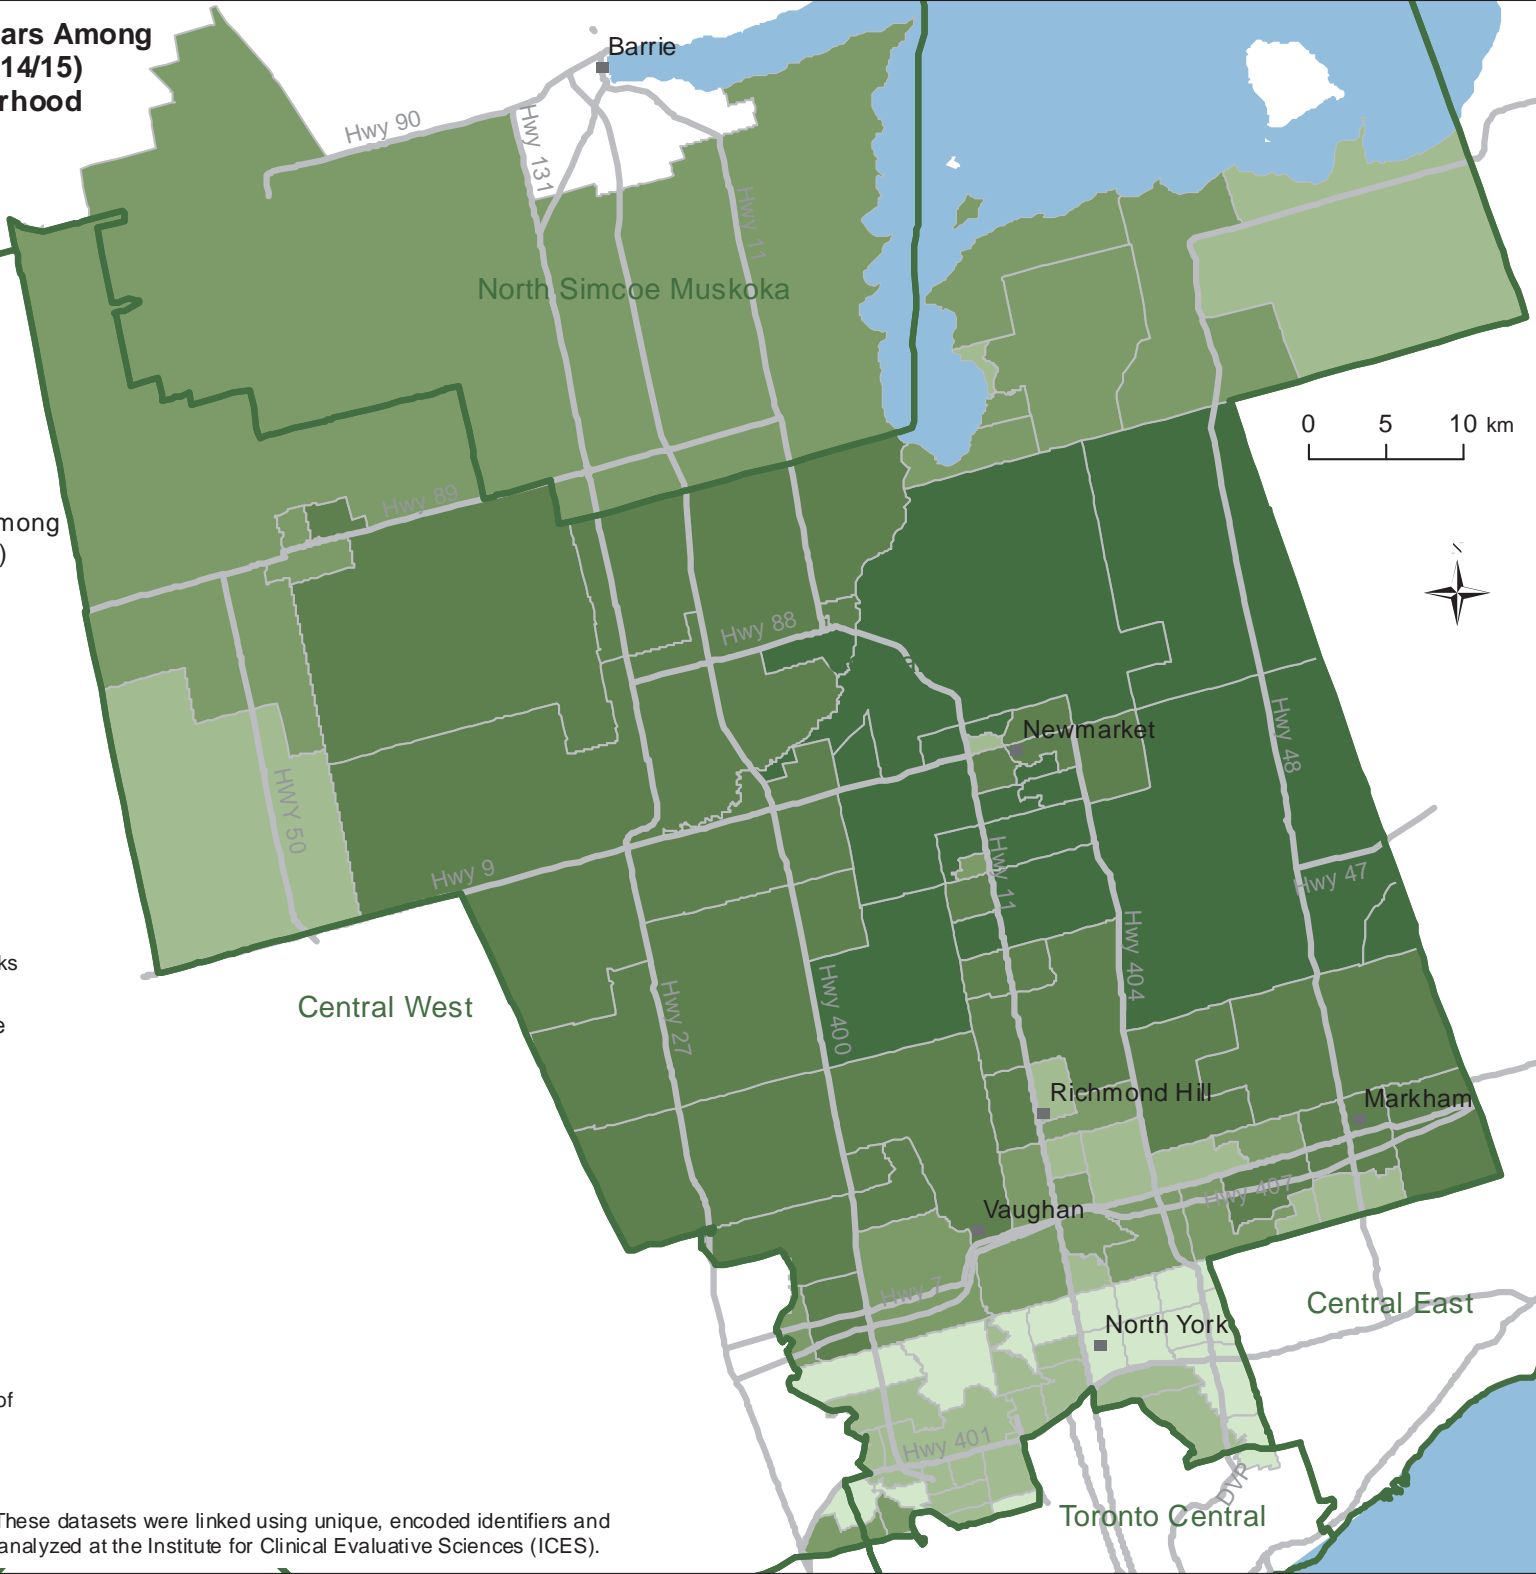 ars Among
14/15)
rhood
Barrie
Hwy 90
Hwy 131
Hwy 11
North Simcoe Muskoka
0 5 10 km
Hwy 89
mong
)
N
Hwy 88
Newmarket
Hwy 48
HWY 50
Hwy 9
Hwy 11
Hwy 47
ks
Central West
Hwy 27
Hwy 400
Hwy 404
e
Richmond Hill
Markham
Hwy 407
Vaughan
Hwy 7
Central East
North York
of
Hwy 401
DVP
Toronto Central
These datasets were linked using unique, encoded identifiers and
analyzed at the Institute for Clinical Evaluative Sciences (ICES).